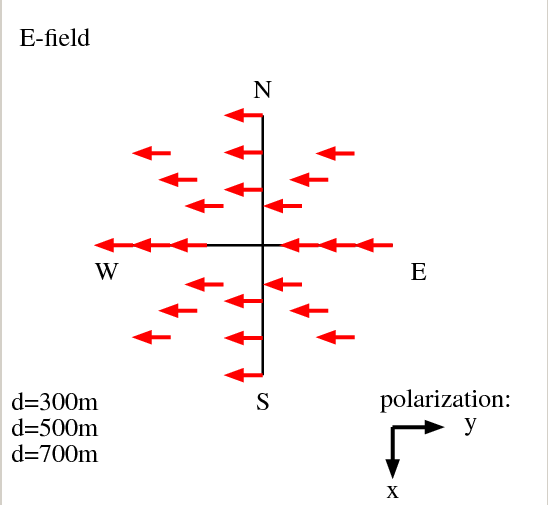 E-field
N
W
E
S
d=300m
d=500m
d=700m
polarization:
y
x